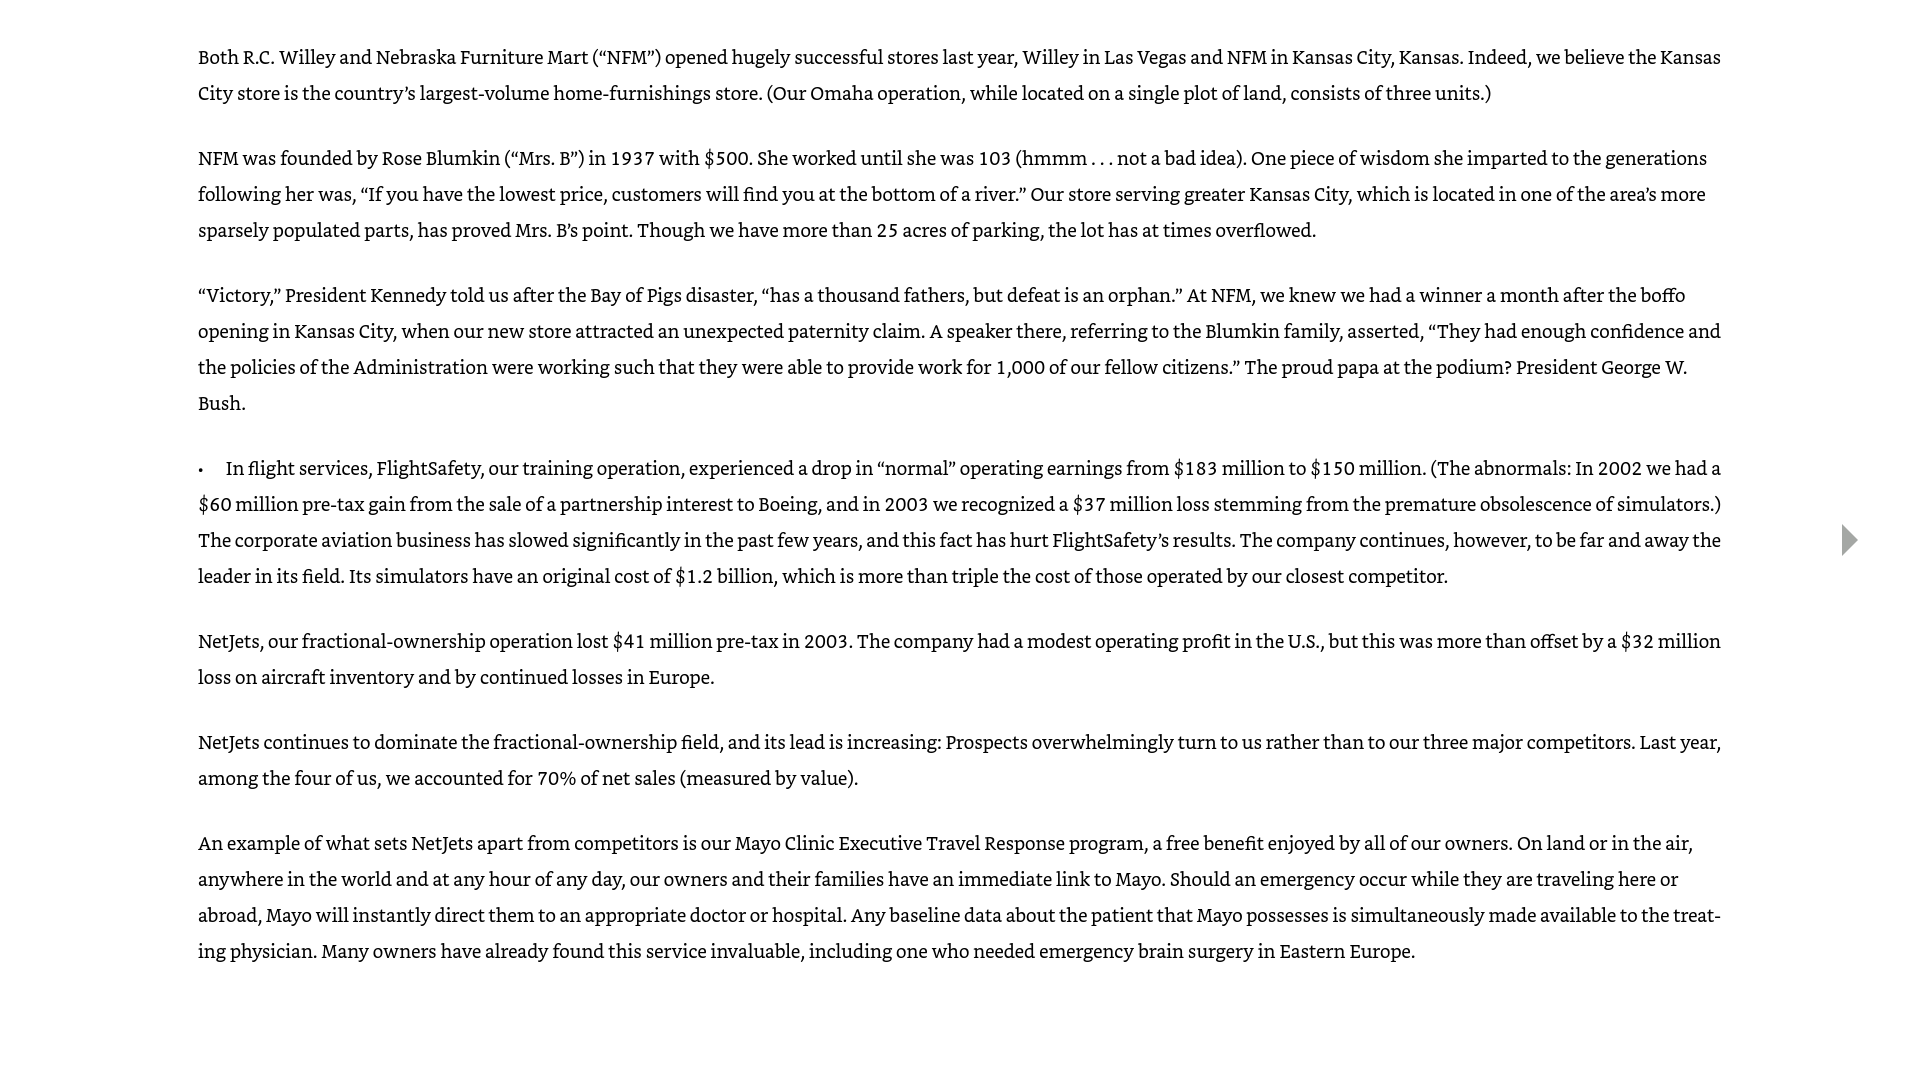 Both R.C. Willey and Nebraska Furniture Mart (“NFM”) opened hugely successful stores last year, Willey in Las Vegas and NFM in Kansas City, Kansas. Indeed, we believe the Kansas
City store is the country’s largest-volume home-furnishings store. (Our Omaha operation, while located on a single plot of land, consists of three units.)
NFM was founded by Rose Blumkin (“Mrs. B”) in 1937 with $500. She worked until she was 103 (hmmm . . . not a bad idea). One piece of wisdom she imparted to the generations
following her was, “If you have the lowest price, customers will find you at the bottom of a river.” Our store serving greater Kansas City, which is located in one of the area’s more
sparsely populated parts, has proved Mrs. B’s point. Though we have more than 25 acres of parking, the lot has at times overflowed.
“Victory,” President Kennedy told us after the Bay of Pigs disaster, “has a thousand fathers, but defeat is an orphan.” At NFM, we knew we had a winner a month after the boffo
opening in Kansas City, when our new store attracted an unexpected paternity claim. A speaker there, referring to the Blumkin family, asserted, “They had enough confidence and
the policies of the Administration were working such that they were able to provide work for 1,000 of our fellow citizens.” The proud papa at the podium? President George W.
Bush.
• In flight services, FlightSafety, our training operation, experienced a drop in “normal” operating earnings from $183 million to $150 million. (The abnormals: In 2002 we had a
$60 million pre-tax gain from the sale of a partnership interest to Boeing, and in 2003 we recognized a $37 million loss stemming from the premature obsolescence of simulators.)
The corporate aviation business has slowed significantly in the past few years, and this fact has hurt FlightSafety’s results. The company continues, however, to be far and away the
leader in its field. Its simulators have an original cost of $1.2 billion, which is more than triple the cost of those operated by our closest competitor.
NetJets, our fractional-ownership operation lost $41 million pre-tax in 2003. The company had a modest operating profit in the U.S., but this was more than offset by a $32 million
loss on aircraft inventory and by continued losses in Europe.
NetJets continues to dominate the fractional-ownership field, and its lead is increasing: Prospects overwhelmingly turn to us rather than to our three major competitors. Last year,
among the four of us, we accounted for 70% of net sales (measured by value).
An example of what sets NetJets apart from competitors is our Mayo Clinic Executive Travel Response program, a free benefit enjoyed by all of our owners. On land or in the air,
anywhere in the world and at any hour of any day, our owners and their families have an immediate link to Mayo. Should an emergency occur while they are traveling here or
abroad, Mayo will instantly direct them to an appropriate doctor or hospital. Any baseline data about the patient that Mayo possesses is simultaneously made available to the treat-
ing physician. Many owners have already found this service invaluable, including one who needed emergency brain surgery in Eastern Europe.